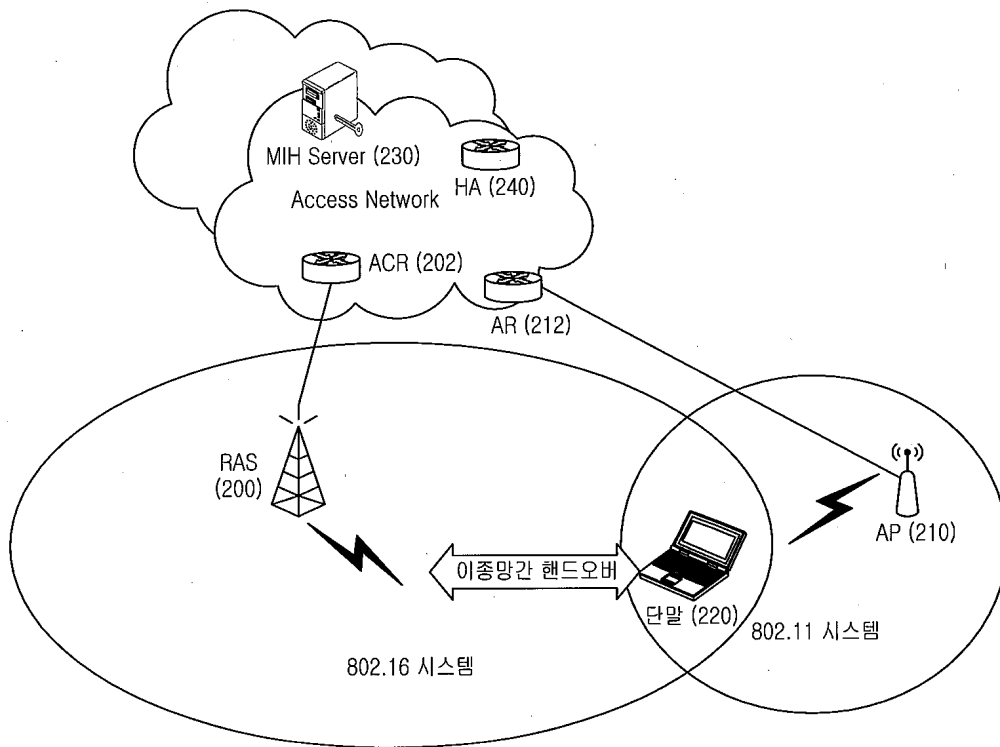 MIH Server (230)
HA (240)
Access Network
ACR (202)
AR (212)
RAS
(200)
AP (210)
이종망간 핸드오버
단말 (220)
802.11 시스템
802.16 시스템